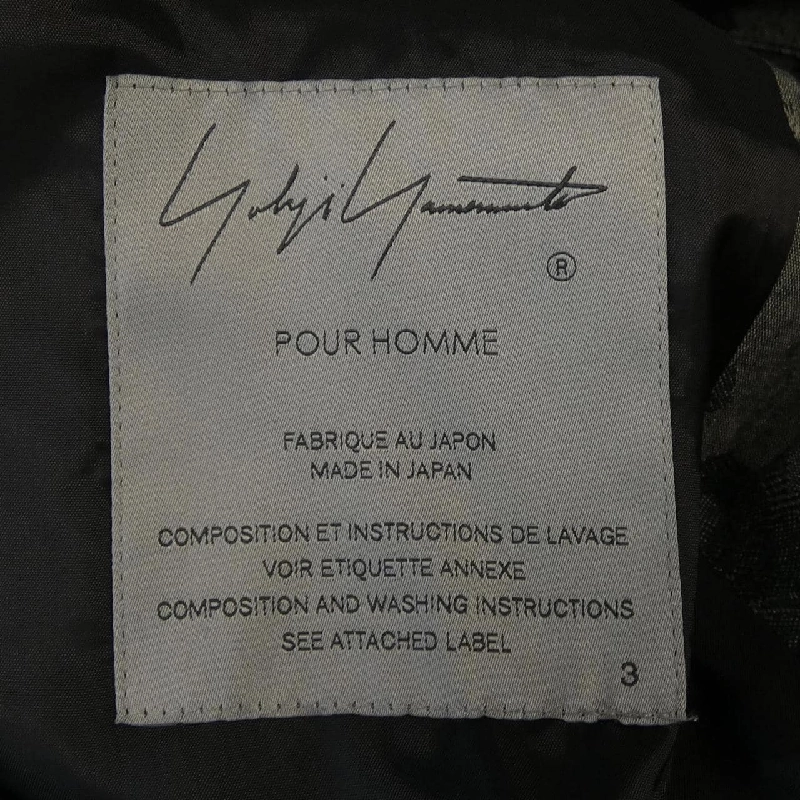 Yohji Yamamoto
®
POUR HOMME
FABRIQUE AU JAPON
MADE IN JAPAN
COMPOSITION ET INSTRUCTIONS DE LAVAGE
VOIR ETIQUETTE ANNEXE
COMPOSITION AND WASHING INSTRUCTIONS
SEE ATTACHED LABEL
3